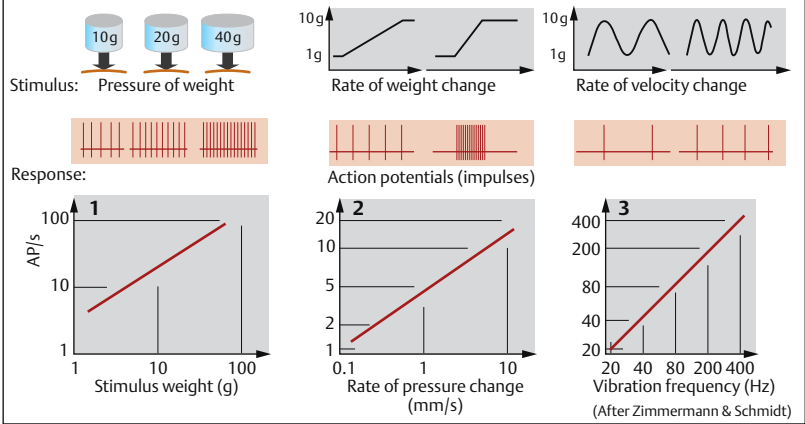 10g 20g 40g
10g
1g
10g
1g
Stimulus: Pressure of weight
Rate of weight change
Rate of velocity change
Response:
Action potentials (impulses)
1
AP/s
100
10
1
1 10 100
Stimulus weight (g)
2
20
10
5
2
1
0.1 1 10
Rate of pressure change
(mm/s)
3
400
200
80
40
20
20 40 80 200 400
Vibration frequency (Hz)
(After Zimmermann & Schmidt)